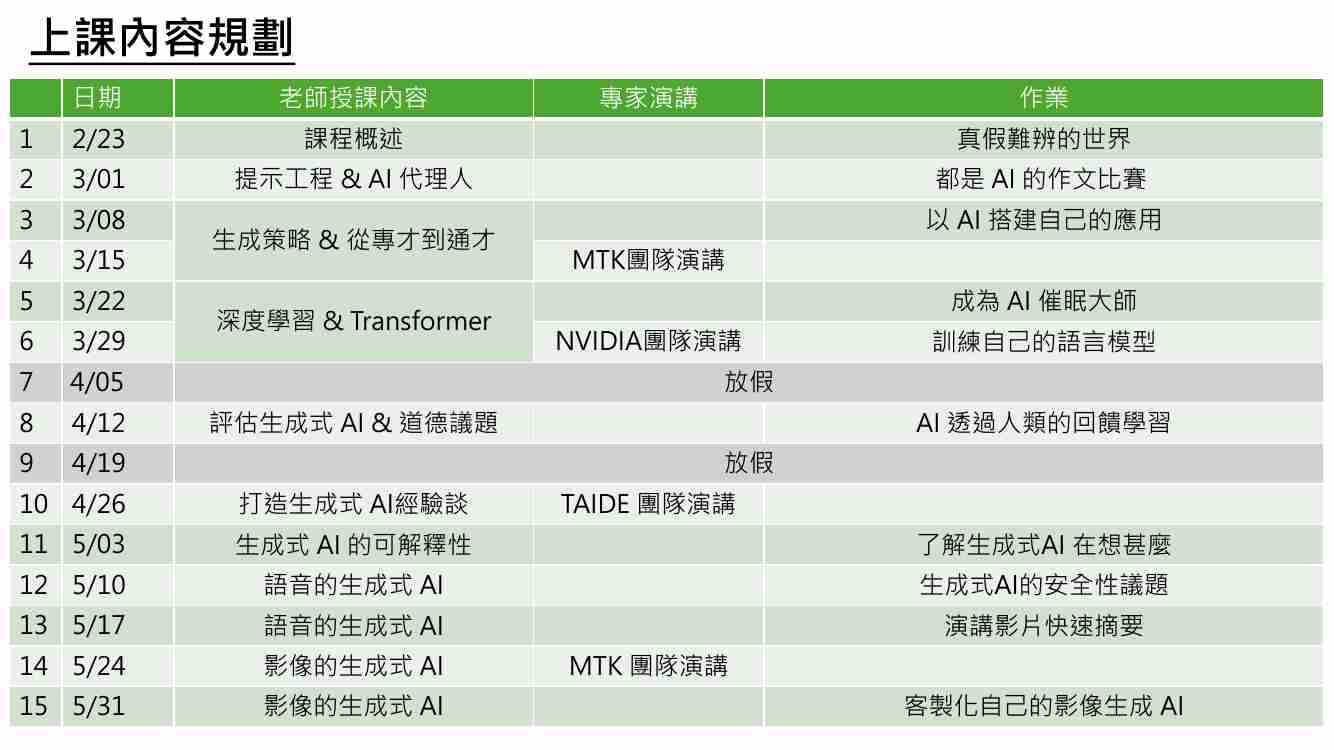 上課內容規劃
日期 老師授課內容 專家演講 作業
1 2/23 課程概述 真假難辨的世界
2 3/01 提示工程 & AI 代理人 都是 AI 的作文比賽
3 3/08 生成策略 & 從專才到通才 以 AI 搭建自己的應用
4 3/15 MTK團隊演講
5 3/22 深度學習 & Transformer 成為 AI 催眠大師
6 3/29 NVIDIA團隊演講 訓練自己的語言模型
7 4/05 放假
8 4/12 評估生成式 AI & 道德議題 AI 透過人類的回饋學習
9 4/19 放假
10 4/26 打造生成式 AI經驗談 TAIDE 團隊演講
11 5/03 生成式 AI 的可解釋性 了解生成式AI 在想甚麼
12 5/10 語音的生成式 AI 生成式AI的安全性議題
13 5/17 語音的生成式 AI 演講影片快速摘要
14 5/24 影像的生成式 AI MTK 團隊演講
15 5/31 影像的生成式 AI 客製化自己的影像生成 AI